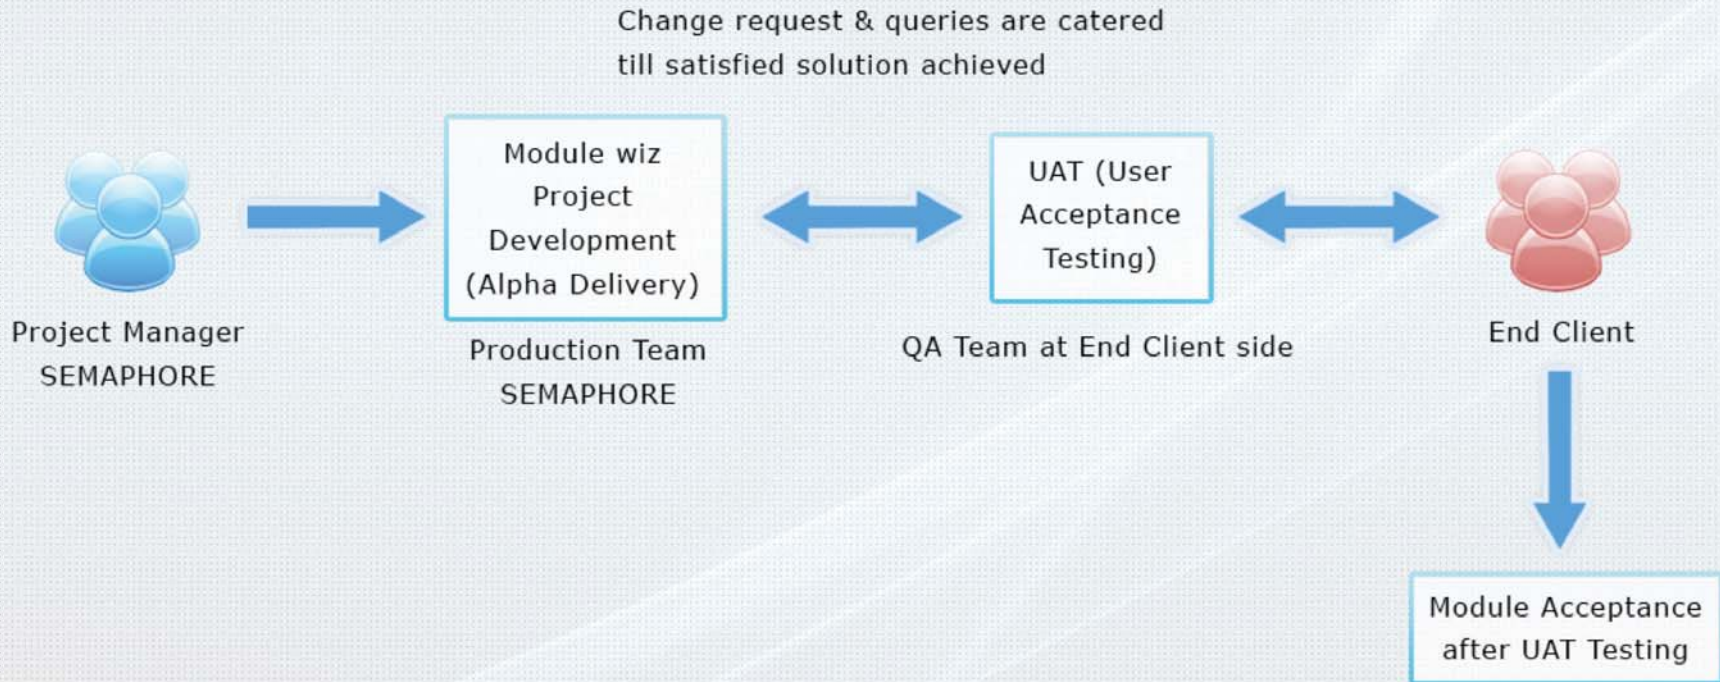 Change request & queries are catered
till satisfied solution achieved
Module wiz
Project
Development
(Alpha Delivery)
UAT (User
Acceptance
Testing)
Project Manager
SEMAPHORE
Production Team
SEMAPHORE
QA Team at End Client side
End Client
Module Acceptance
after UAT Testing